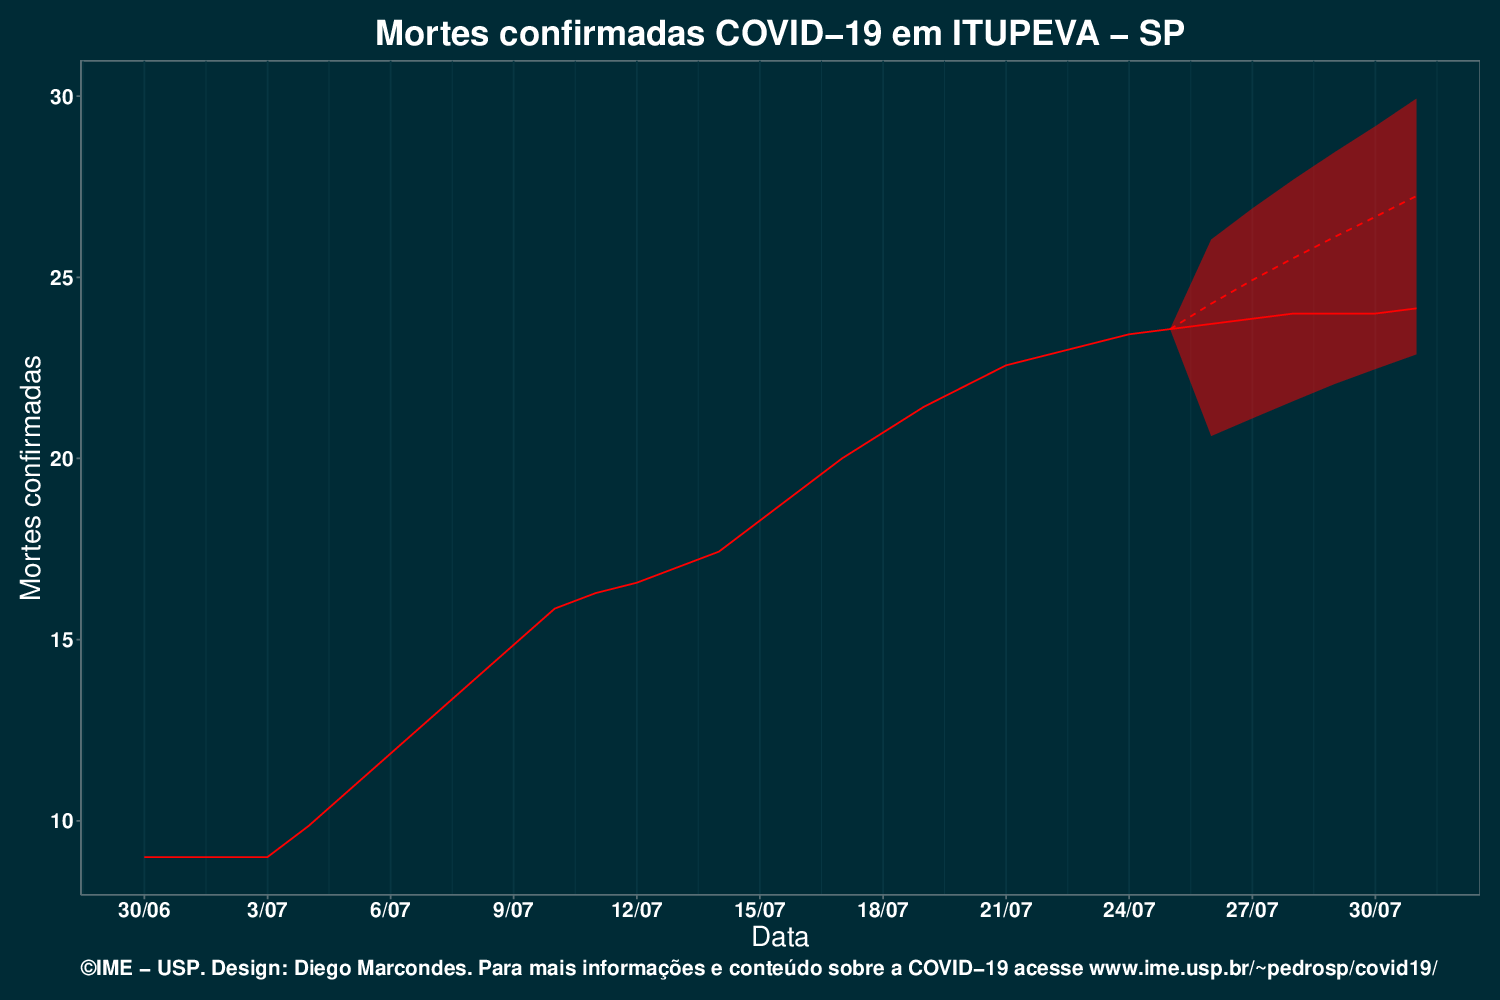 Mortes confirmadas COVID−19 em ITUPEVA − SP
30
25
20
15
10
Mortes confirmadas
30/06 3/07 6/07 9/07 12/07 15/07 18/07 21/07 24/07 27/07 30/07
Data
©IME − USP. Design: Diego Marcondes. Para mais informações e conteúdo sobre a COVID−19 acesse www.ime.usp.br/~pedrosp/covid19/